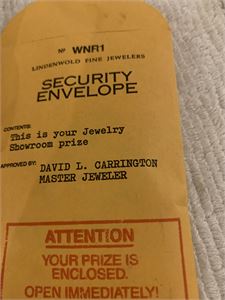 Nº WNR1
LINDENWOLD FINE JEWELERS
SECURITY
ENVELOPE
CONTENTS:
This is your Jewelry
Showroom prize
APPROVED BY: DAVID L. CARRINGTON
MASTER JEWELER
ATTENTION
YOUR PRIZE IS
ENCLOSED.
OPEN IMMEDIATELY!